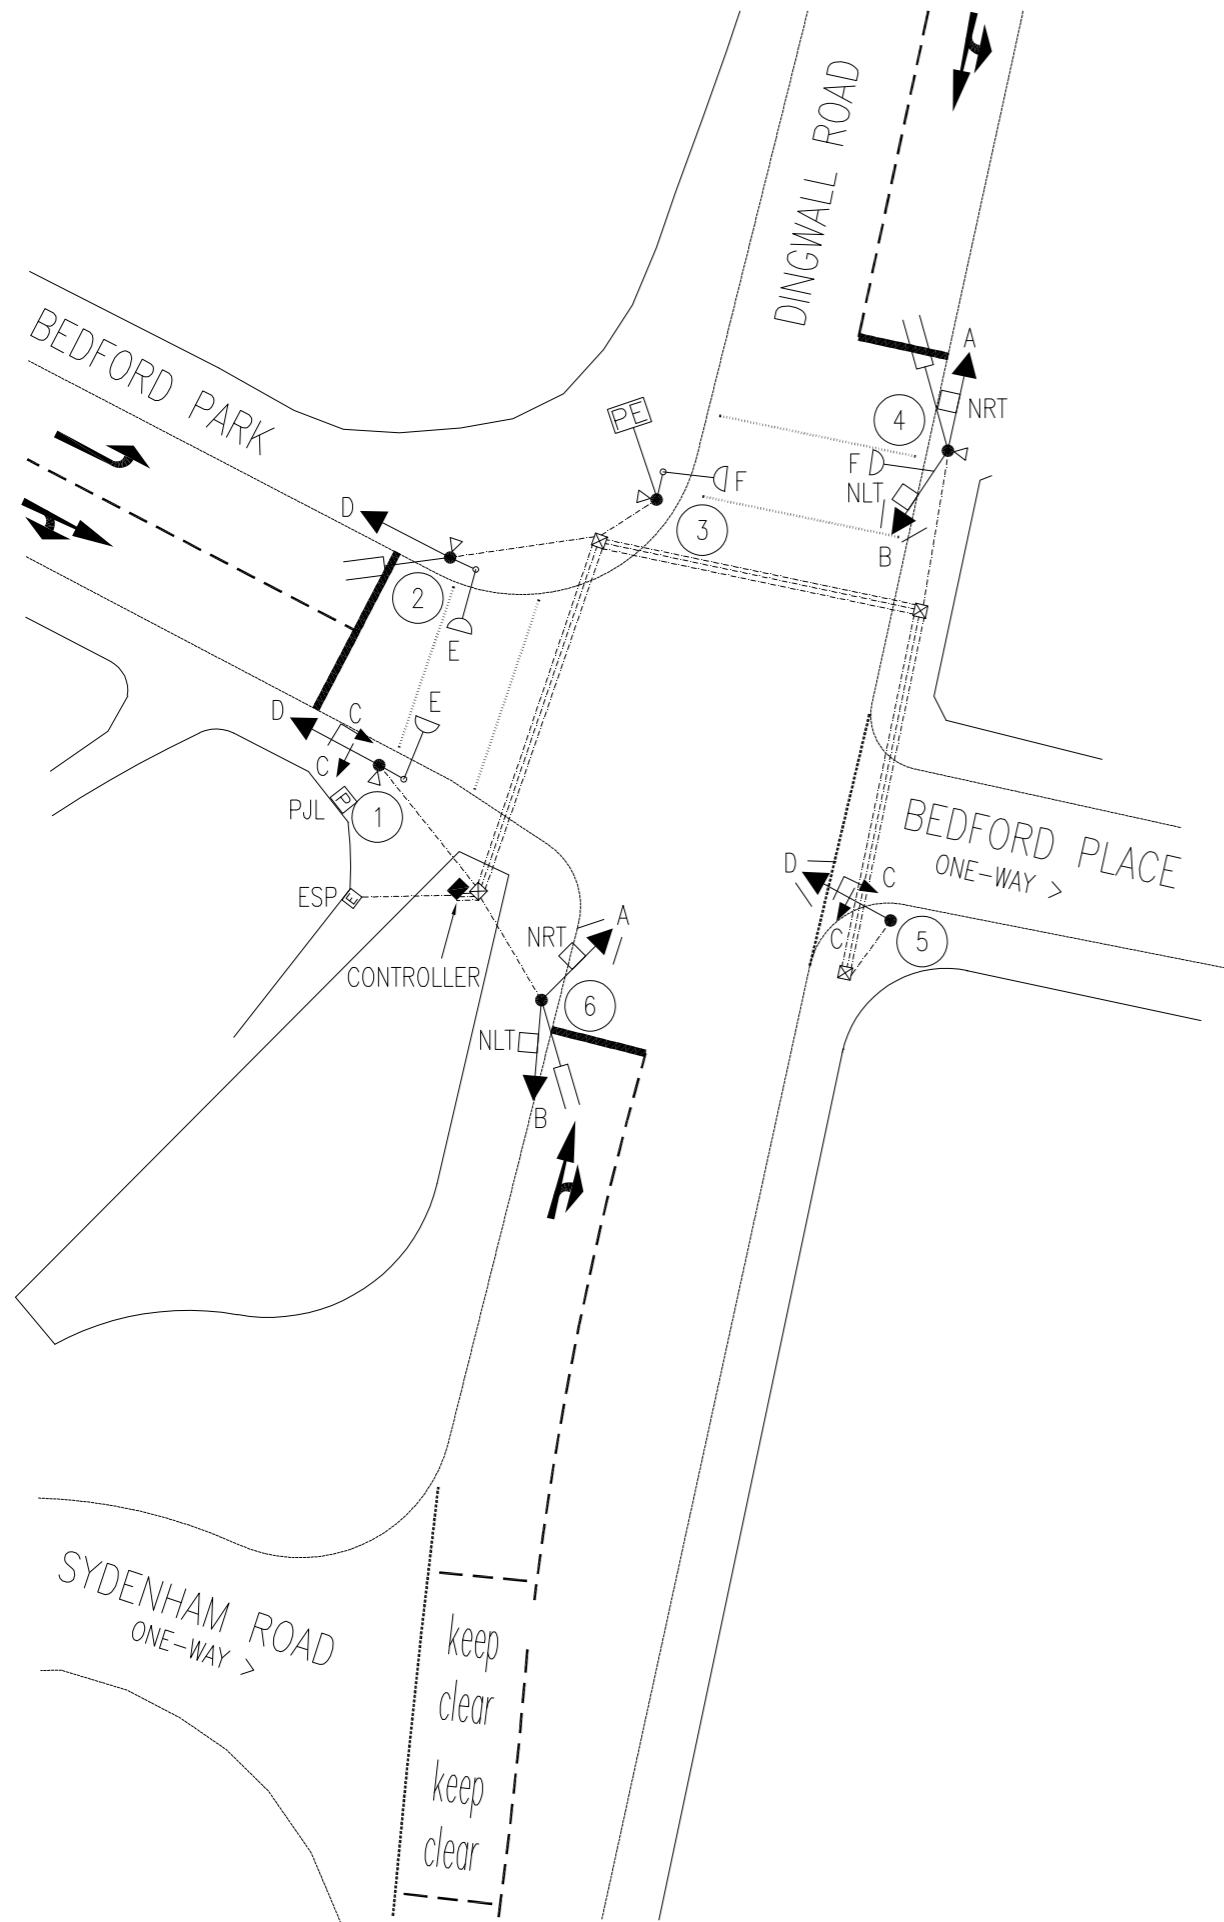 DINGWALL ROAD
BEDFORD PARK
A
4
NRT
PE
F
F
NLT
3
B
D
2
E
D
C
E
C
PJL
P
1
BEDFORD PLACE
ONE-WAY >
D
C
C
5
ESP
E
CONTROLLER
NRT
A
6
NLT
B
SYDENHAM ROAD
ONE-WAY >
keep
clear
keep
clear